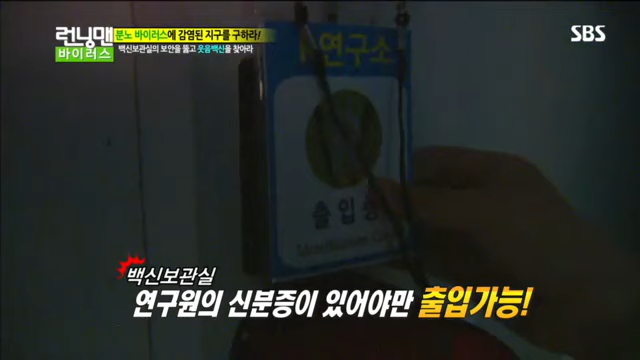 런닝맨
바이러스
분노 바이러스에 감염된 지구를 구하라!
백신보관실의 보안을 뚫고 웃음백신을 찾아라
SBS
연구소
출입증
백신보관실
연구원의 신분증이 있어야만 출입가능!